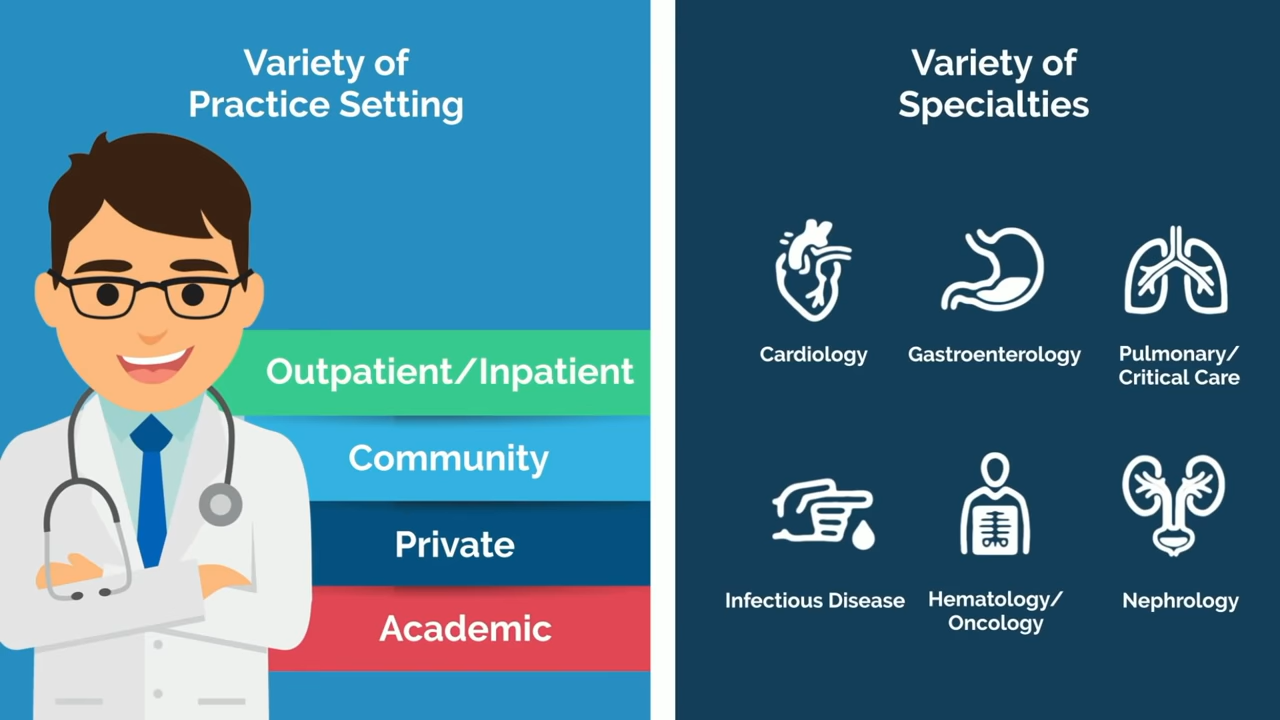 Variety of
Practice Setting
Outpatient/Inpatient
Community
Private
Academic
Variety of
Specialties
Cardiology
Gastroenterology
Pulmonary/
Critical Care
Infectious Disease
Hematology/
Oncology
Nephrology